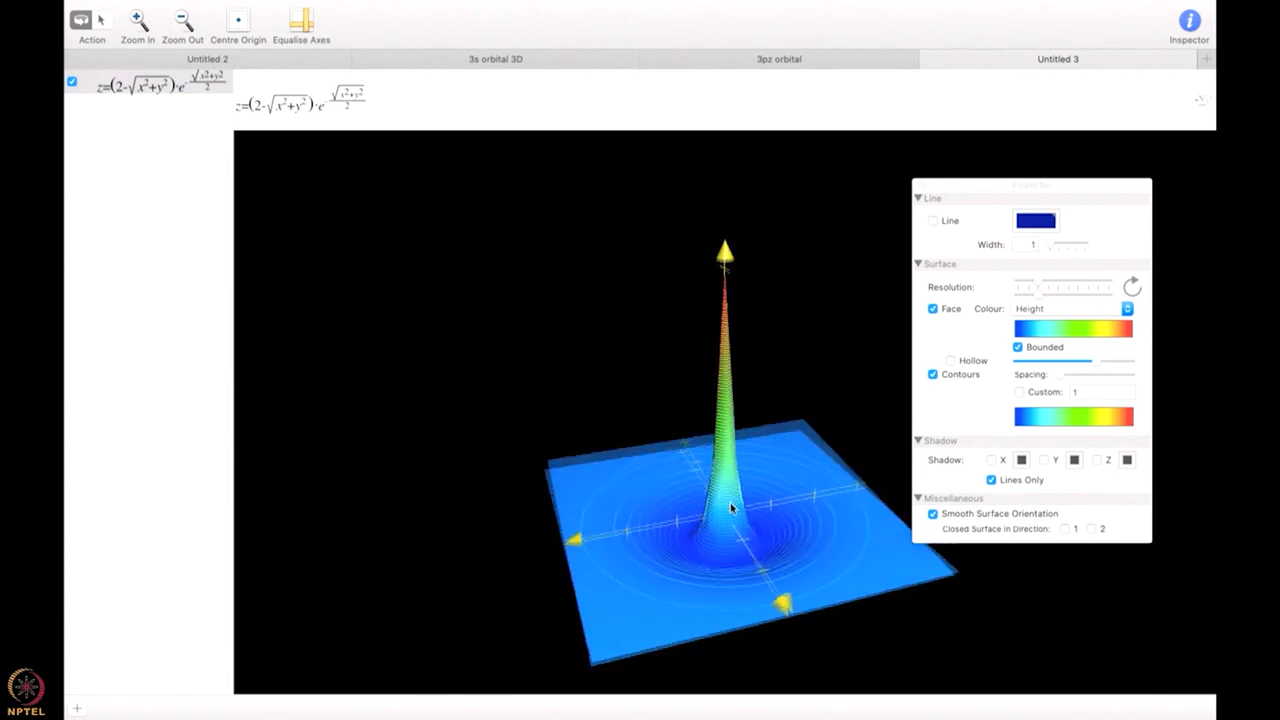 Action Zoom In Zoom Out Centre Origin Equalise Axes Inspector
Untitled 2 3s orbital 3D 3pz orbital Untitled 3 +
z=(2-√x²+y²)·e^-√x²+y²/2
z=(2-√x²+y²)·e^-√x²+y²/2
Inspector
Line
Line
Width: 1
Surface
Resolution:
Face Colour: Height
Bounded
Hollow
Contours Spacing:
Custom: 1
Shadow
Shadow: X Y Z
Lines Only
Miscellaneous
Smooth Surface Orientation
Closed Surface in Direction: 1 2
NPTEL
+